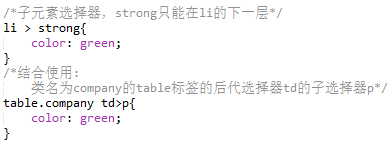 /*子元素选择器，strong只能在li的下一层*/
li > strong{
    color: green;
}
/*结合使用：
    类名为company的table标签的后代选择器td的子选择器p*/
table.company td>p{
    color: green;
}